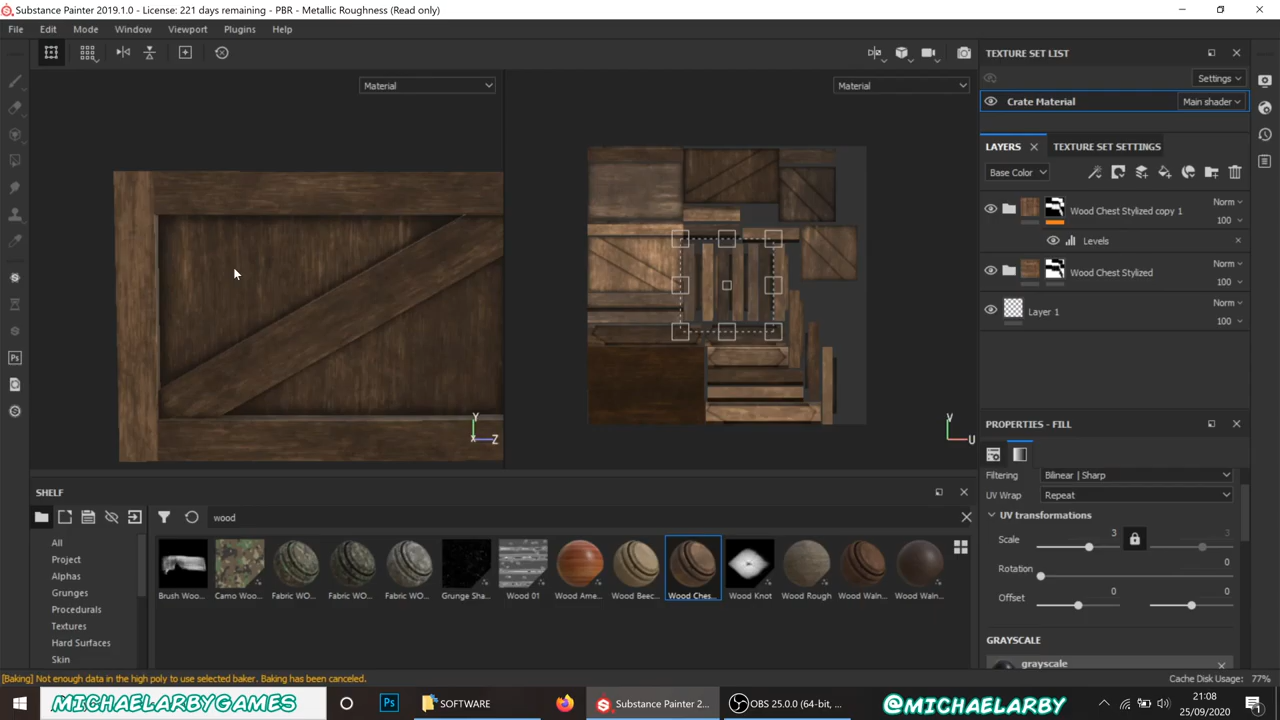 Substance Painter 2019.1.0 - License: 221 days remaining - PBR - Metallic Roughness (Read only)
File Edit Mode Window Viewport Plugins Help
TEXTURE SET LIST
Settings
Material
Material
Crate Material
Main shader
LAYERS
TEXTURE SET SETTINGS
Base Color
Wood Chest Stylized copy 1
Norm
100
Levels
Wood Chest Stylized
Norm
100
Layer 1
Norm
100
Y
Z
X
V
U
PROPERTIES - FILL
Filtering
Bilinear | Sharp
UV Wrap
Repeat
UV transformations
Scale
3
3
Rotation
0
Offset
0
0
GRAYSCALE
grayscale
SHELF
wood
All
Project
Alphas
Grunges
Procedurals
Textures
Hard Surfaces
Skin
Brush Woo...
Camo Woo...
Fabric WO...
Fabric WO...
Fabric WO...
Grunge Sha...
Wood 01
Wood Ame...
Wood Beec...
Wood Ches...
Wood Knot
Wood Rough
Wood Waln...
Wood Waln...
[Baking] Not enough data in the high poly to use selected baker. Baking has been canceled.
Cache Disk Usage: 77%
MICHAELARBYGAMES
Ps
SOFTWARE
Substance Painter 2...
OBS 25.0.0 (64-bit, ...
@MICHAELARBY
21:08
25/09/2020
1